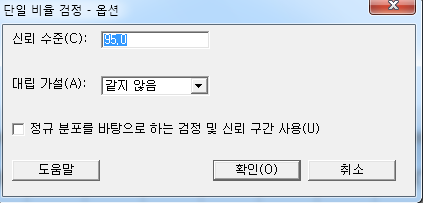 단일 비율 검정 - 옵션
신뢰 수준(C): 95.0
대립 가설(A): 같지 않음
정규 분포를 바탕으로 하는 검정 및 신뢰 구간 사용(U)
도움말 확인(O) 취소